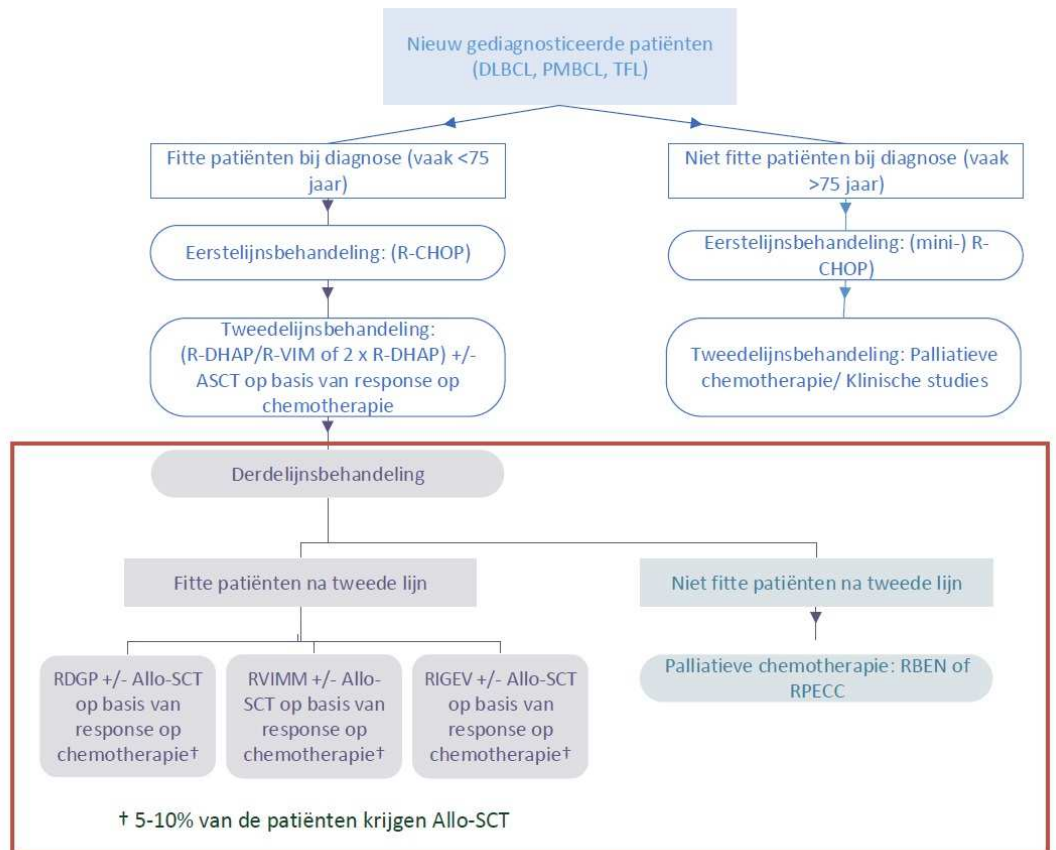 Nieuw gediagnosticeerde patiënten
(DLBCL, PMBCL, TFL)
Fitte patiënten bij diagnose (vaak <75
jaar)
Niet fitte patiënten bij diagnose (vaak
>75 jaar)
Eerstelijnsbehandeling: (R-CHOP)
Eerstelijnsbehandeling: (mini-) R-
CHOP)
Tweedelijnsbehandeling:
(R-DHAP/R-VIM of 2 x R-DHAP) +/-
ASCT op basis van response op
chemotherapie
Tweedelijnsbehandeling: Palliatieve
chemotherapie/ Klinische studies
Derdelijnsbehandeling
Fitte patiënten na tweede lijn
Niet fitte patiënten na tweede lijn
RDGP +/- Allo-SCT
op basis van
response op
chemotherapie†
RVIMM +/- Allo-
SCT op basis van
response op
chemotherapie†
RIGEV +/- Allo-SCT
op basis van
response op
chemotherapie†
Palliatieve chemotherapie: RBEN of
RPECC
† 5-10% van de patiënten krijgen Allo-SCT